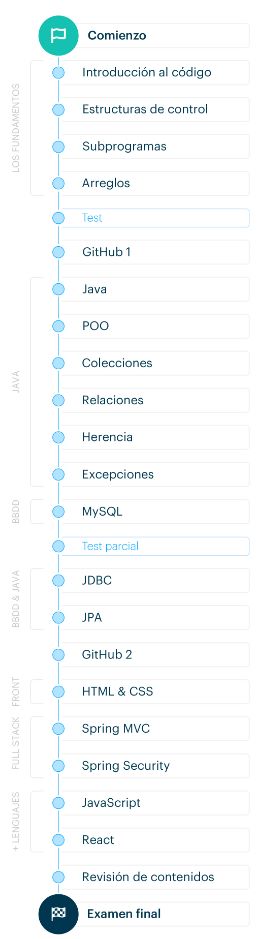 Comienzo
LOS FUNDAMENTOS
Introducción al código
Estructuras de control
Subprogramas
Arreglos
Test
GitHub 1
JAVA
Java
POO
Colecciones
Relaciones
Herencia
Excepciones
BBDD
MySQL
Test parcial
BBDD & JAVA
JDBC
JPA
GitHub 2
FRONT
HTML & CSS
FULL STACK
Spring MVC
Spring Security
+ LENGUAJES
JavaScript
React
Revisión de contenidos
Examen final